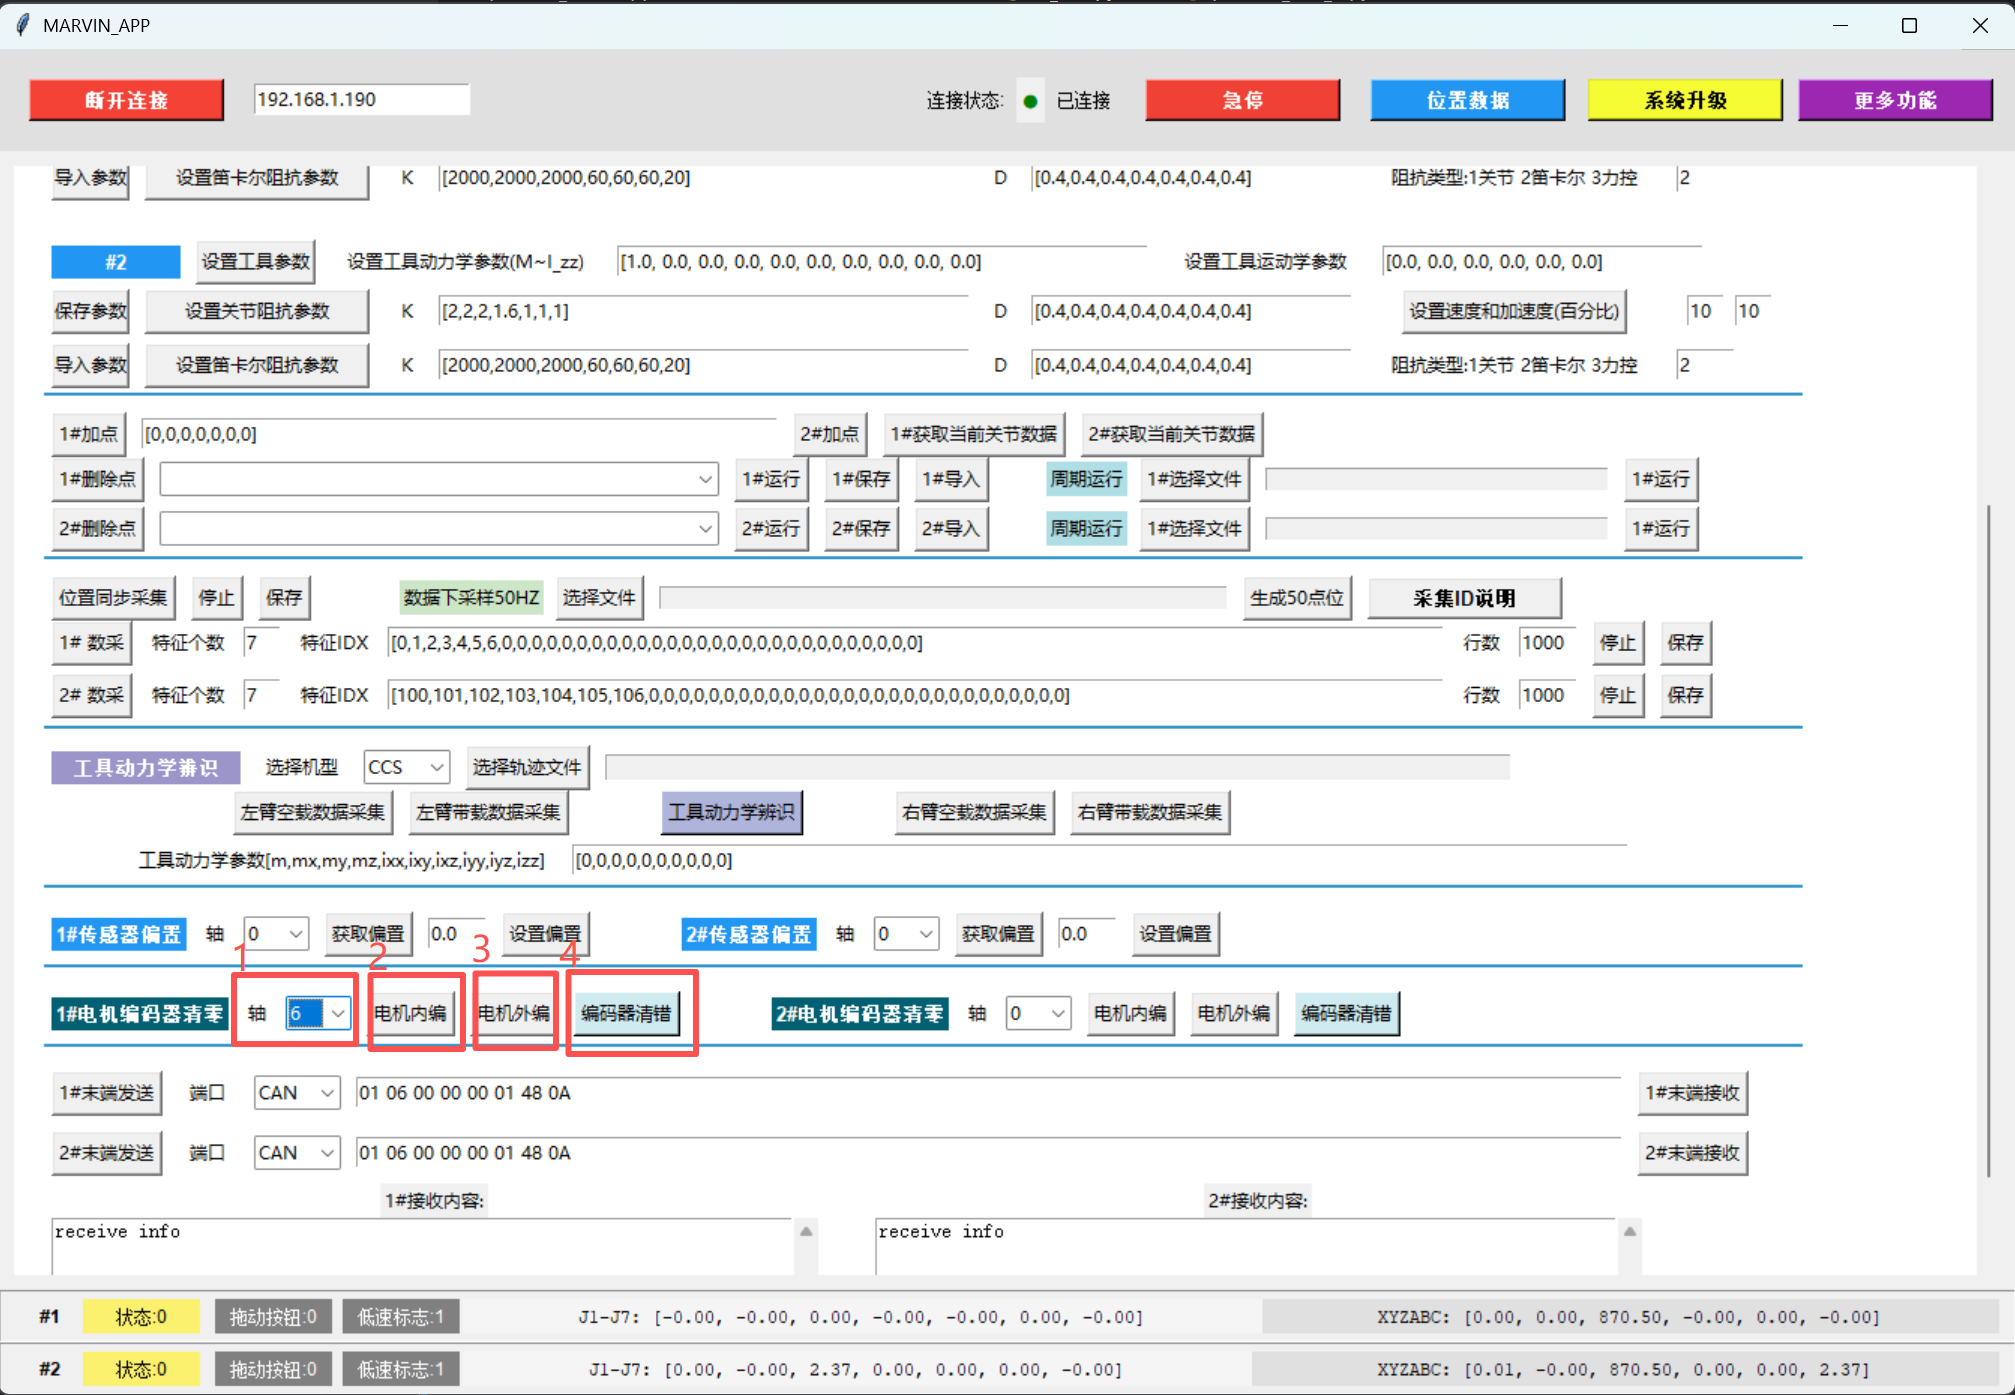 MARVIN_APP
断开连接 192.168.1.190 连接状态: 已连接 急停 位置数据 系统升级 更多功能
导入参数 设置笛卡尔阻抗参数 K [2000,2000,2000,60,60,60,20] D [0.4,0.4,0.4,0.4,0.4,0.4,0.4] 阻抗类型:1关节 2笛卡尔 3力控 2
#2 设置工具参数 设置工具动力学参数(M~I_zz) [1.0, 0.0, 0.0, 0.0, 0.0, 0.0, 0.0, 0.0, 0.0, 0.0] 设置工具运动学参数 [0.0, 0.0, 0.0, 0.0, 0.0, 0.0]
保存参数 设置关节阻抗参数 K [2,2,2,1.6,1,1,1] D [0.4,0.4,0.4,0.4,0.4,0.4,0.4] 设置速度和加速度(百分比) 10 10
导入参数 设置笛卡尔阻抗参数 K [2000,2000,2000,60,60,60,20] D [0.4,0.4,0.4,0.4,0.4,0.4,0.4] 阻抗类型:1关节 2笛卡尔 3力控 2
1#加点 [0,0,0,0,0,0,0] 2#加点 1#获取当前关节数据 2#获取当前关节数据
1#删除点 1#运行 1#保存 1#导入 周期运行 1#选择文件 1#运行
2#删除点 2#运行 2#保存 2#导入 周期运行 1#选择文件 1#运行
位置同步采集 停止 保存 数据下采样50HZ 选择文件 生成50点位 采集ID说明
1# 数采 特征个数 7 特征IDX [0,1,2,3,4,5,6,0,0,0,0,0,0,0,0,0,0,0,0,0,0,0,0,0,0,0,0,0,0,0,0,0,0,0,0] 行数 1000 停止 保存
2# 数采 特征个数 7 特征IDX [100,101,102,103,104,105,106,0,0,0,0,0,0,0,0,0,0,0,0,0,0,0,0,0,0,0,0,0,0,0,0,0,0,0,0] 行数 1000 停止 保存
工具动力学辨识 选择机型 CCS 选择轨迹文件
左臂空载数据采集 左臂带载数据采集 工具动力学辨识 右臂空载数据采集 右臂带载数据采集
工具动力学参数[m,mx,my,mz,ixx,ixy,ixz,iyy,iyz,izz] [0,0,0,0,0,0,0,0,0,0]
1#传感器偏置 轴 0 获取偏置 0.0 设置偏置 2#传感器偏置 轴 0 获取偏置 0.0 设置偏置
1 2 3 4
1#电机编码器清零 轴 6 电机内编 电机外编 编码器清错 2#电机编码器清零 轴 0 电机内编 电机外编 编码器清错
1#末端发送 端口 CAN 01 06 00 00 00 01 48 0A 1#末端接收
2#末端发送 端口 CAN 01 06 00 00 00 01 48 0A 2#末端接收
1#接收内容: 2#接收内容:
receive info receive info
#1 状态:0 拖动按钮:0 低速标志:1 J1-J7: [-0.00, -0.00, 0.00, -0.00, -0.00, 0.00, -0.00] XYZABC: [0.00, 0.00, 870.50, -0.00, 0.00, -0.00]
#2 状态:0 拖动按钮:0 低速标志:1 J1-J7: [0.00, -0.00, 2.37, 0.00, 0.00, 0.00, -0.00] XYZABC: [0.01, -0.00, 870.50, 0.00, 0.00, 2.37]